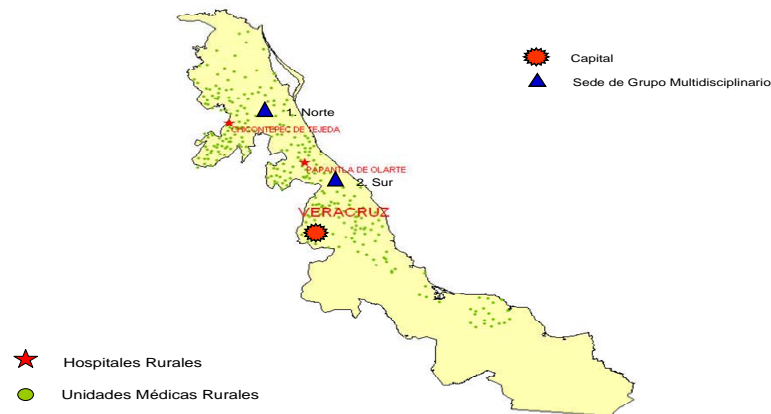 Capital
Sede de Grupo Multidisciplinario
1. Norte
CHICONTEPEC DE TEJEDA
PAPANTLA DE OLARTE
2. Sur
VERACRUZ
Hospitales Rurales
Unidades Médicas Rurales